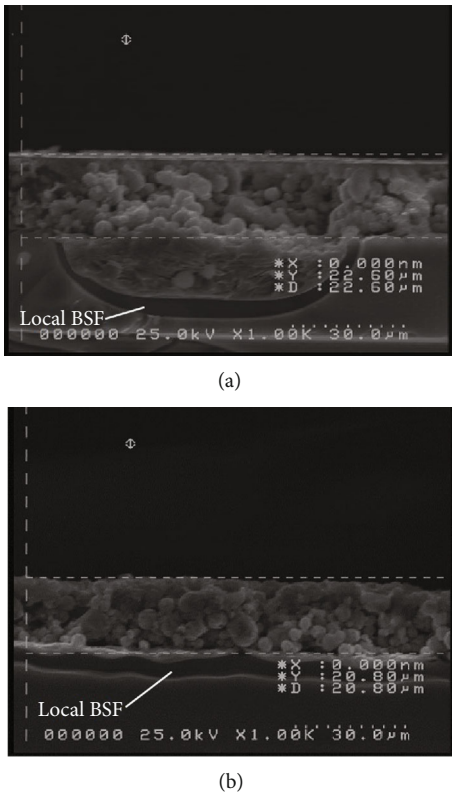 *X :0.000nm
*Y :22.60µm
*D :22.60µm
Local BSF
000000 25.0kV X1.00K 30.0µm
(a)
*X :0.000nm
*Y :20.80µm
*D :20.80µm
Local BSF
000000 25.0kV X1.00K 30.0µm
(b)